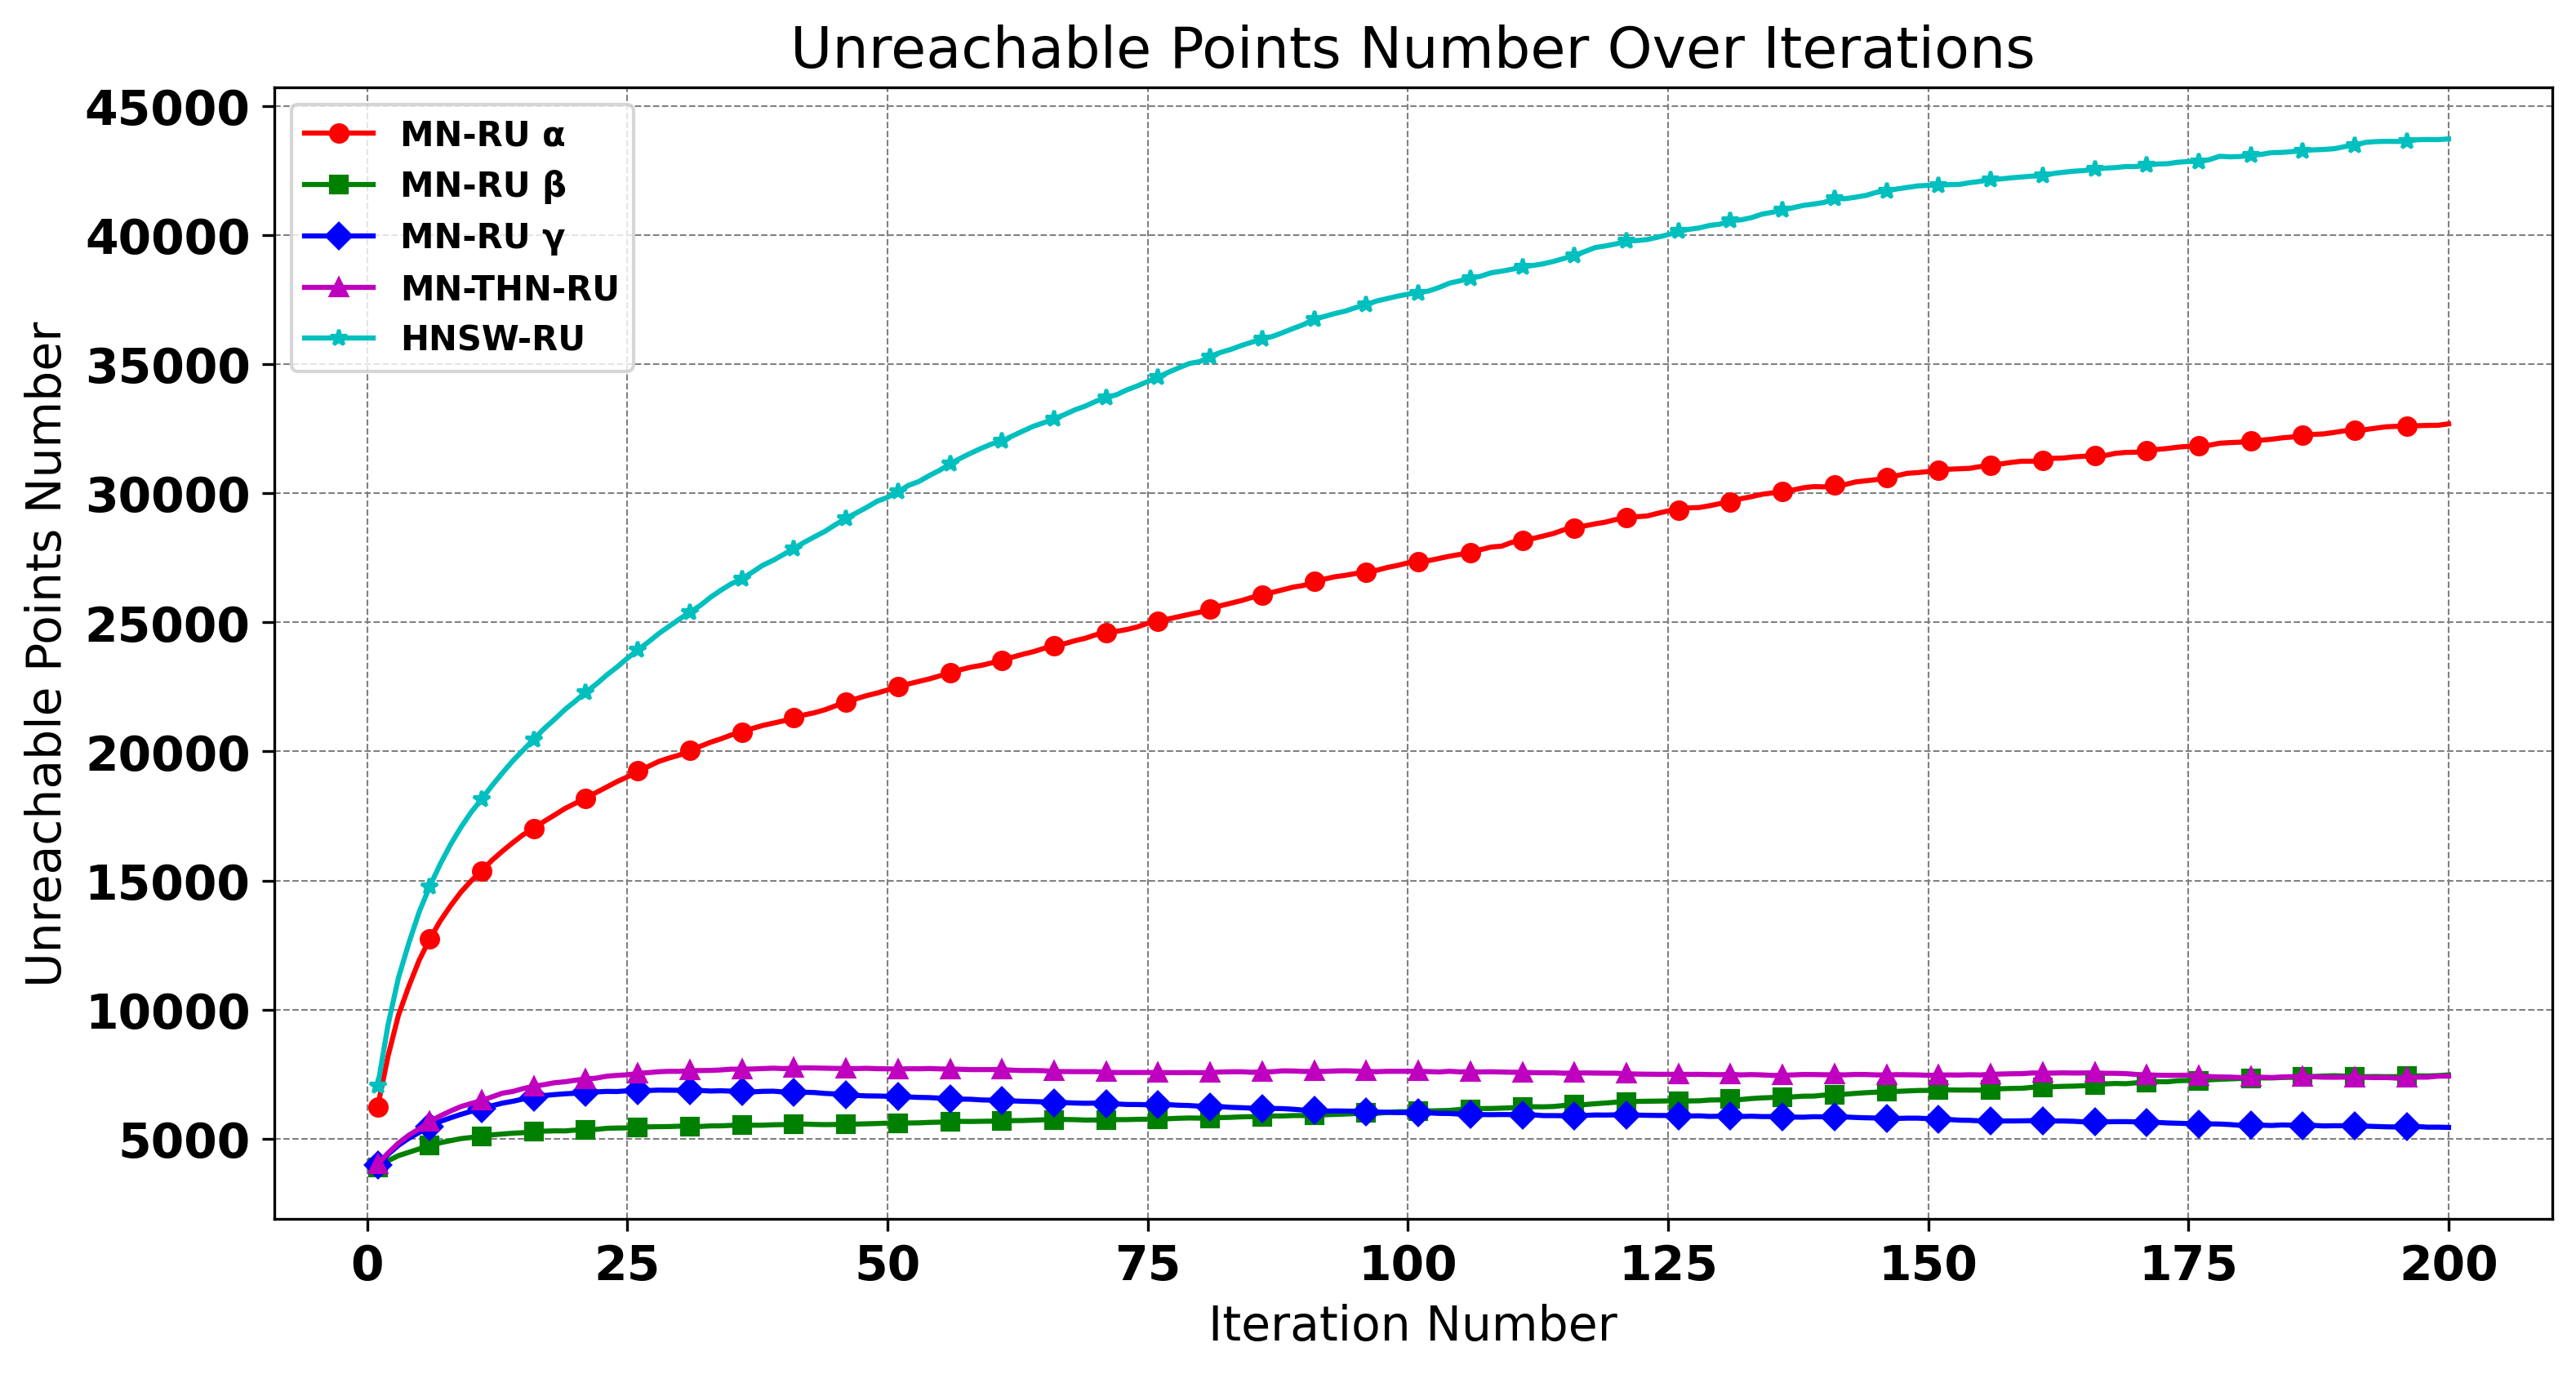 Unreachable Points Number Over Iterations
Unreachable Points Number
45000
40000
35000
30000
25000
20000
15000
10000
5000
MN-RU α
MN-RU β
MN-RU γ
MN-THN-RU
HNSW-RU
0 25 50 75 100 125 150 175 200
Iteration Number